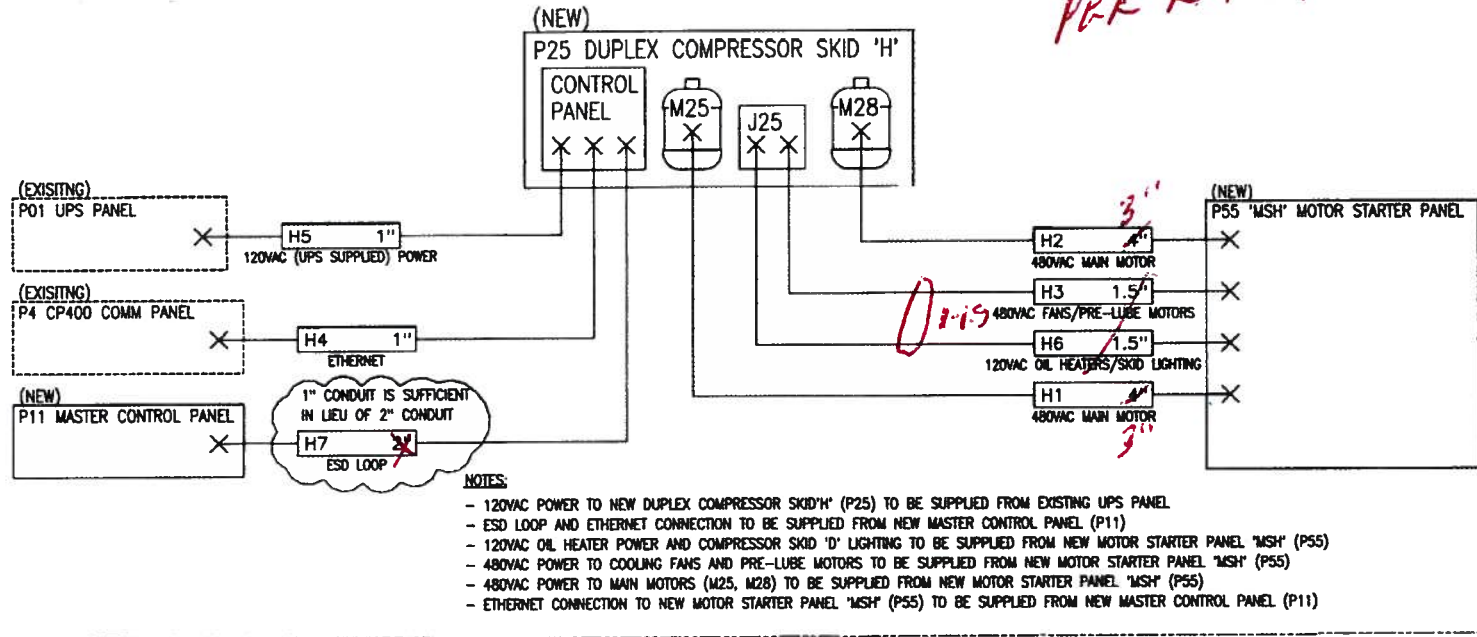 PER
(NEW)
P25 DUPLEX COMPRESSOR SKID 'H'
CONTROL
PANEL
M25
J25
M28
(EXISITNG)
P01 UPS PANEL
H5 1"
120VAC (UPS SUPPLIED) POWER
(EXISITNG)
P4 CP400 COMM PANEL
H4 1"
ETHERNET
(NEW)
P11 MASTER CONTROL PANEL
1" CONDUIT IS SUFFICIENT
IN LIEU OF 2" CONDUIT
H7 2"
ESD LOOP
(NEW)
P55 'MSH' MOTOR STARTER PANEL
3"
H2 4"
480VAC MAIN MOTOR
H3 1.5"
480VAC FANS/PRE-LUBE MOTORS
H6 1.5"
120VAC OIL HEATERS/SKID LIGHTING
H1 4"
480VAC MAIN MOTOR
3"
NOTES:
- 120VAC POWER TO NEW DUPLEX COMPRESSOR SKID'H' (P25) TO BE SUPPLIED FROM EXISTING UPS PANEL
- ESD LOOP AND ETHERNET CONNECTION TO BE SUPPLIED FROM NEW MASTER CONTROL PANEL (P11)
- 120VAC OIL HEATER POWER AND COMPRESSOR SKID 'D' LIGHTING TO BE SUPPLIED FROM NEW MOTOR STARTER PANEL 'MSH' (P55)
- 480VAC POWER TO COOLING FANS AND PRE-LUBE MOTORS TO BE SUPPLIED FROM NEW MOTOR STARTER PANEL 'MSH' (P55)
- 480VAC POWER TO MAIN MOTORS (M25, M28) TO BE SUPPLIED FROM NEW MOTOR STARTER PANEL 'MSH' (P55)
- ETHERNET CONNECTION TO NEW MOTOR STARTER PANEL 'MSH' (P55) TO BE SUPPLIED FROM NEW MASTER CONTROL PANEL (P11)